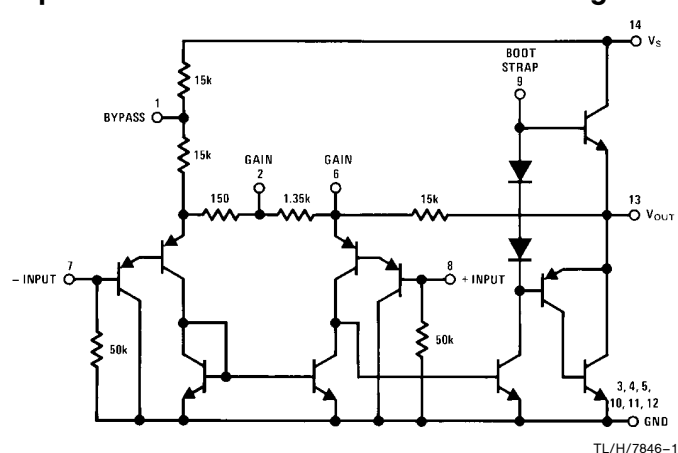 14
V_S
BOOT
STRAP
9
15k
1
BYPASS
15k
GAIN
2
GAIN
6
150
1.35k
15k
13
V_OUT
7
− INPUT
8
+ INPUT
50k
50k
3, 4, 5,
10, 11, 12
GND
TL/H/7846–1